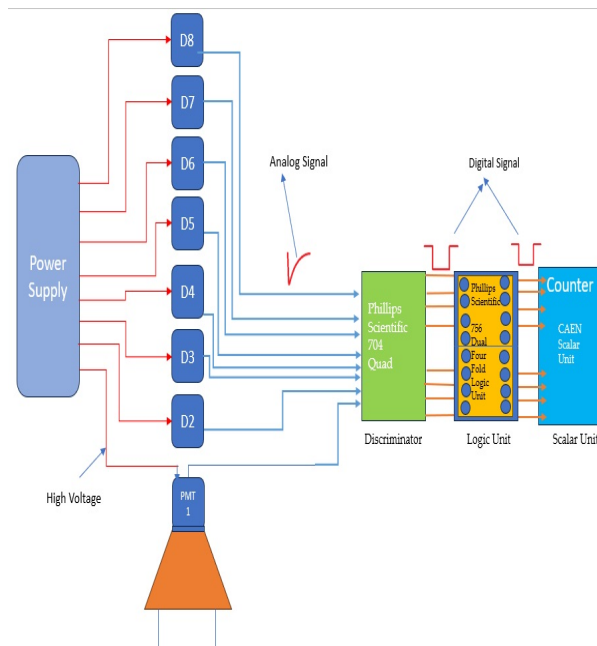 D8
D7
D6
D5
D4
D3
D2
PMT
1
Power
Supply
High Voltage
Analog Signal
Digital Signal
Phillips
Scientific
704
Quad
Discriminator
Phillips
Scientific
756
Dual
Four
Fold
Logic
Unit
Logic Unit
Counter
CAEN
Scalar
Unit
Scalar Unit